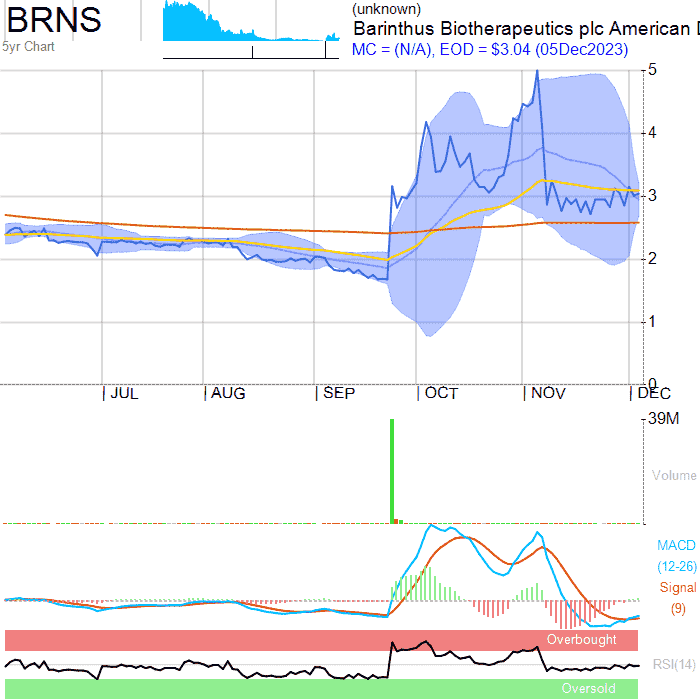 BRNS
5yr Chart
(unknown)
Barinthus Biotherapeutics plc American
MC = (N/A), EOD = $3.04 (05Dec2023)
5
4
3
2
1
0
JUL AUG SEP OCT NOV DEC
39M
Volume
MACD
(12-26)
Signal
(9)
Overbought
RSI(14)
Oversold